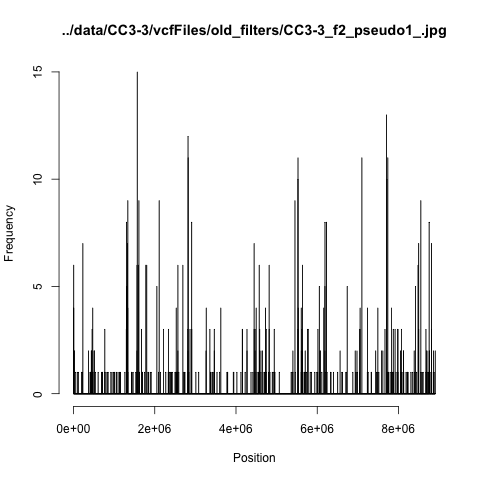 ../data/CC3-3/vcfFiles/old_filters/CC3-3_f2_pseudo1_.jpg
15
10
5
0
Frequency
0e+00 2e+06 4e+06 6e+06 8e+06
Position